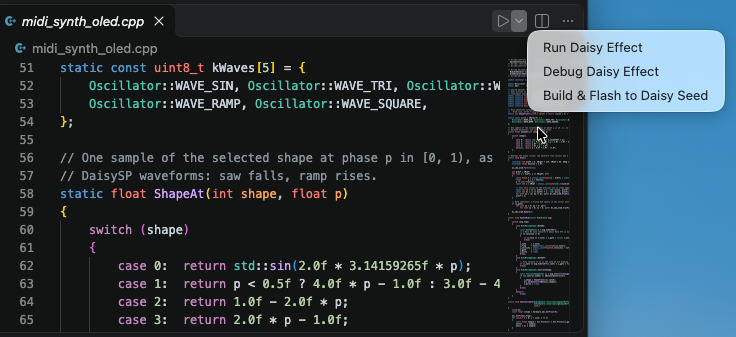 midi_synth_oled.cpp
midi_synth_oled.cpp
Run Daisy Effect
Debug Daisy Effect
Build & Flash to Daisy Seed
51 static const uint8_t kWaves[5] = {
52 Oscillator::WAVE_SIN, Oscillator::WAVE_TRI, Oscillator::W
53 Oscillator::WAVE_RAMP, Oscillator::WAVE_SQUARE,
54 };
55
56 // One sample of the selected shape at phase p in [0, 1), as
57 // DaisySP waveforms: saw falls, ramp rises.
58 static float ShapeAt(int shape, float p)
59 {
60 switch (shape)
61 {
62 case 0: return std::sin(2.0f * 3.14159265f * p);
63 case 1: return p < 0.5f ? 4.0f * p - 1.0f : 3.0f - 4
64 case 2: return 1.0f - 2.0f * p;
65 case 3: return 2.0f * p - 1.0f;